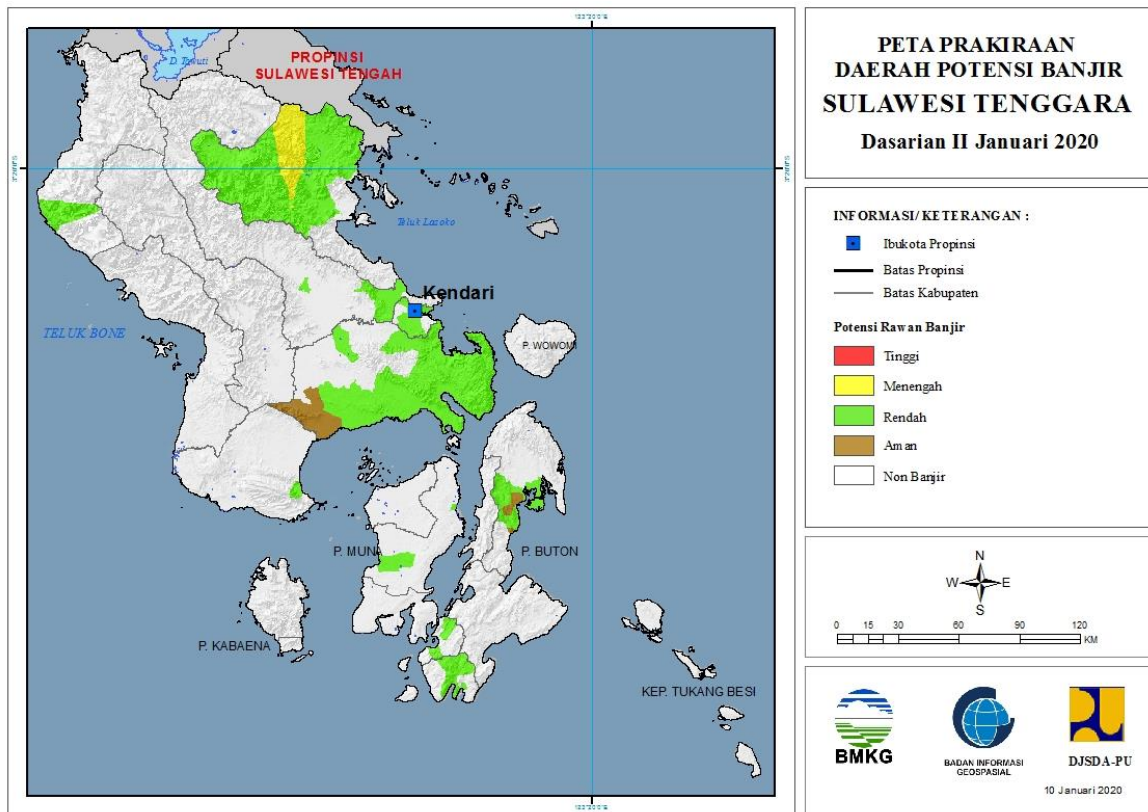 PROPINSI
SULAWESI TENGAH
Teluk Lasoko
Kendari
TELUK BONE
P. WOWONI
P. MUNA
P. BUTON
P. KABAENA
KEP. TUKANG BESI
PETA PRAKIRAAN
DAERAH POTENSI BANJIR
SULAWESI TENGGARA
Dasarian II Januari 2020
INFORMASI/ KETERANGAN :
Ibukota Propinsi
Batas Propinsi
Batas Kabupaten
Potensi Rawan Banjir
Tinggi
Menengah
Rendah
Aman
Non Banjir
N
W E
S
0 15 30 60 90 120
KM
BMKG
BADAN INFORMASI
GEOSPASIAL
DJSDA-PU
10 Januari 2020